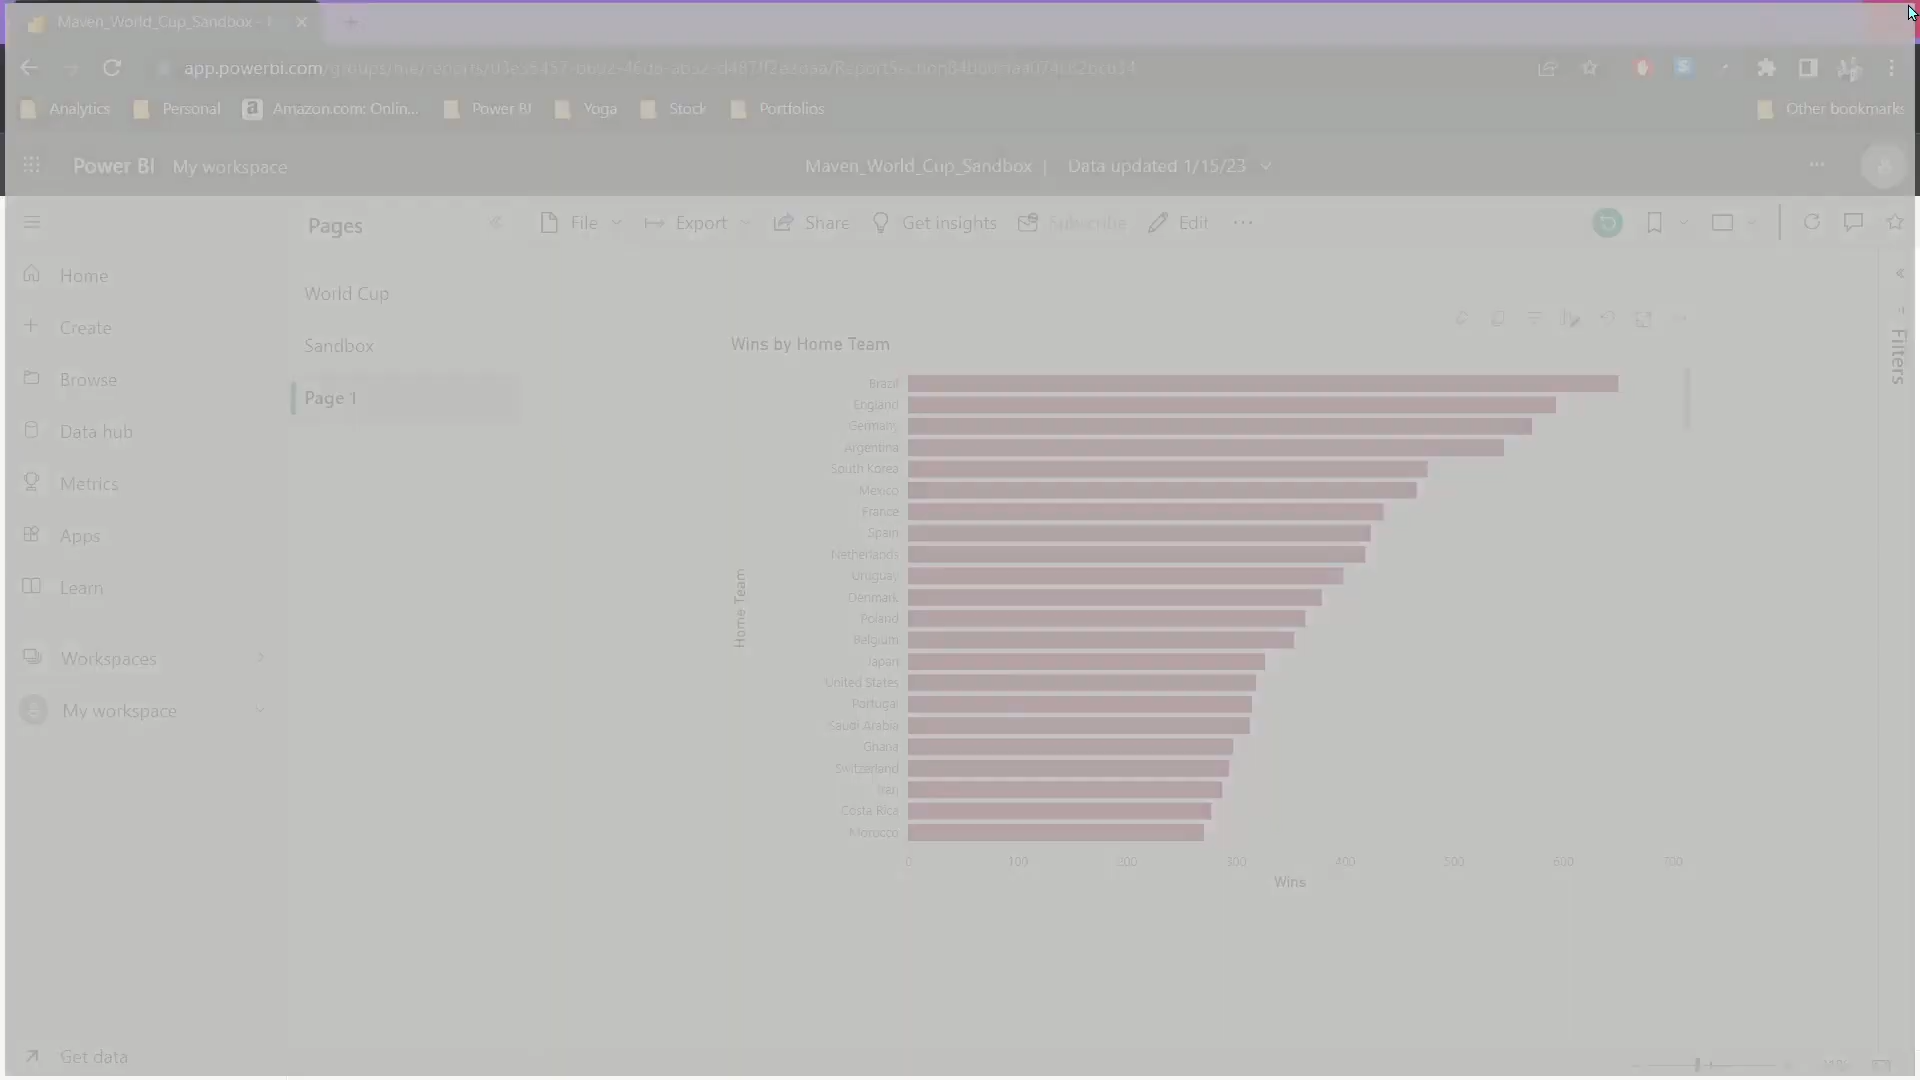 Maven_World_Cup_Sandbox -
app.powerbi.com
Analytics Personal Amazon.com: Onlin... Power BI Yoga Stock Portfolios Other bookmarks
Power BI My workspace Maven_World_Cup_Sandbox | Data updated 1/15/23
Pages File Export Share Get insights Subscribe Edit
Home
Create
Browse
Data hub
Metrics
Apps
Learn
Workspaces
My workspace
Get data
World Cup
Sandbox
Page 1
Filters
Wins by Home Team
Home Team
Brazil
England
Germany
Argentina
South Korea
Mexico
France
Spain
Netherlands
Uruguay
Denmark
Poland
Belgium
Japan
United States
Portugal
Saudi Arabia
Ghana
Switzerland
Iran
Costa Rica
Morocco
0 100 200 300 400 500 600 700
Wins